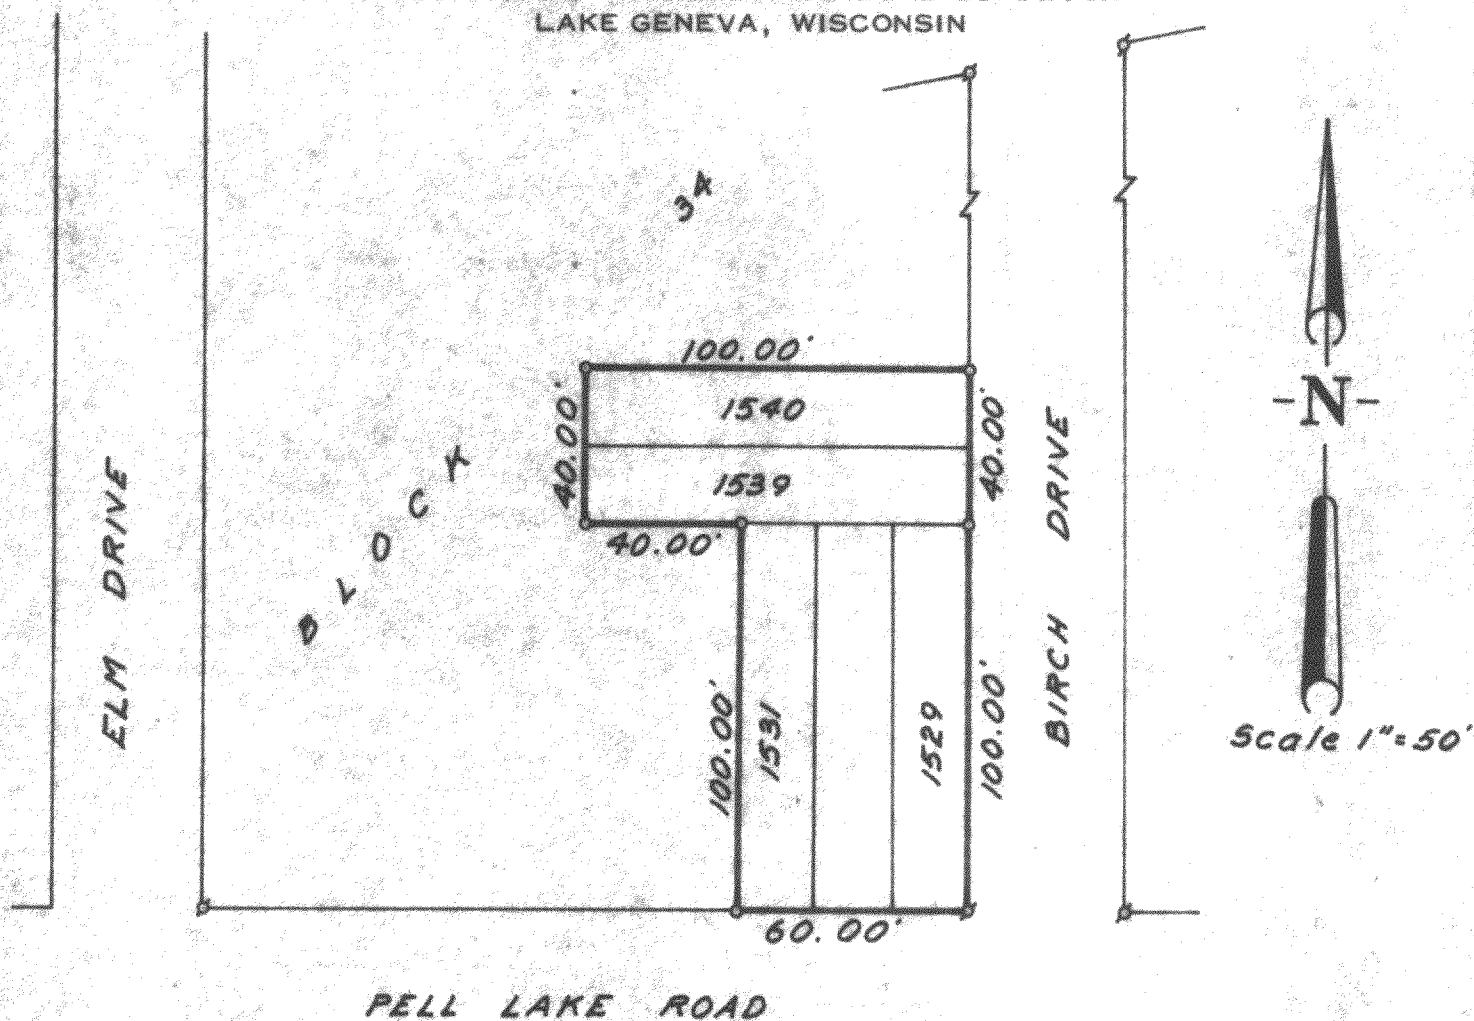 LAKE GENEVA, WISCONSIN
34
BLOCK
100.00'
1540
40.00'
40.00'
1539
40.00'
1531
1529
100.00'
100.00'
60.00'
ELM DRIVE
BIRCH DRIVE
-N-
Scale 1"=50'
PELL LAKE ROAD